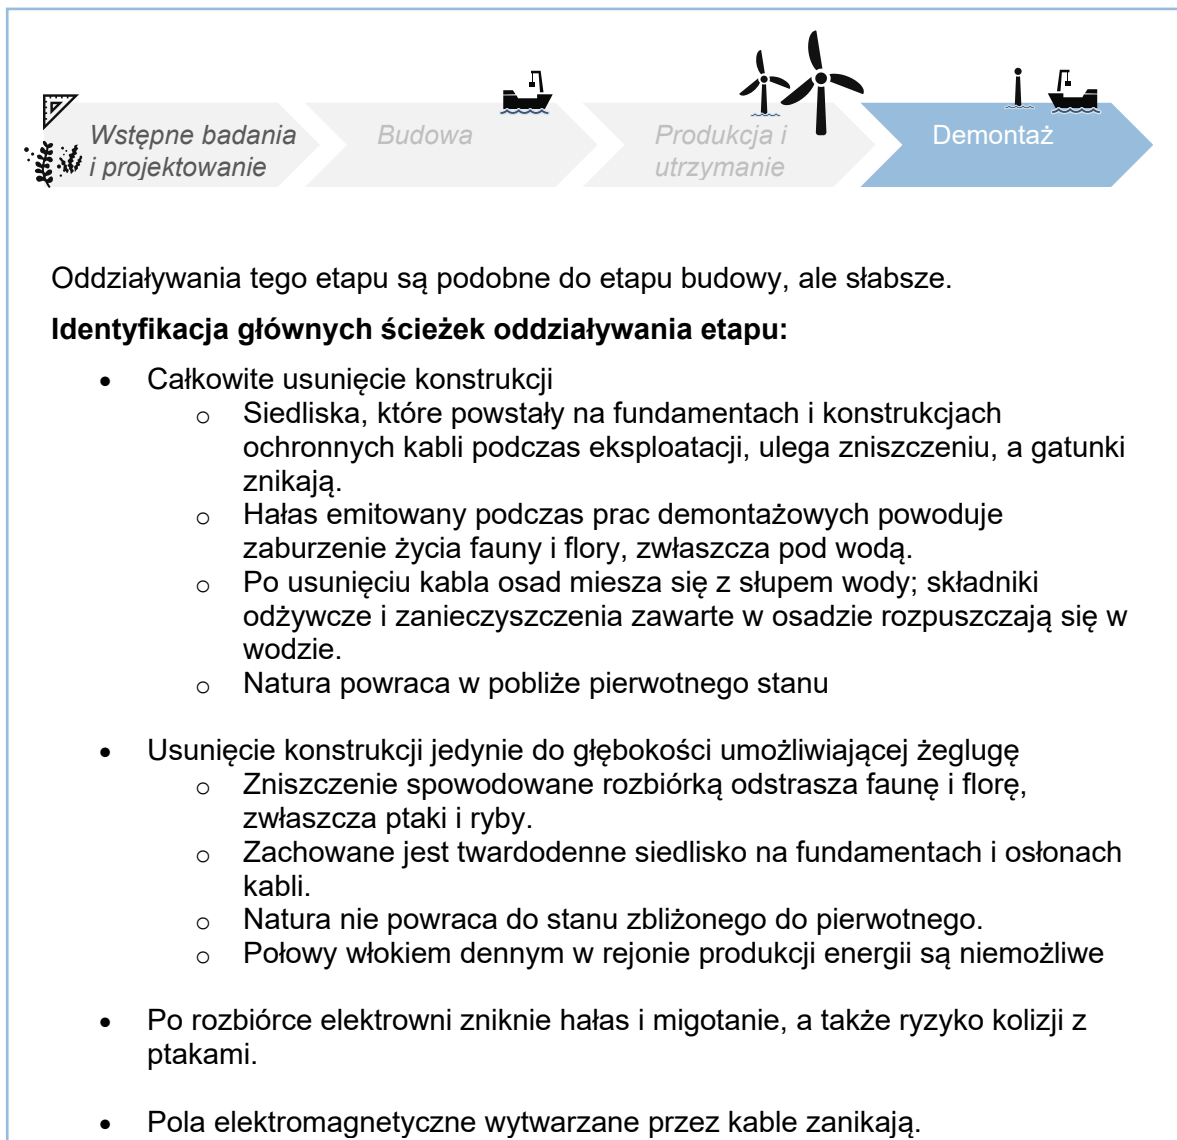 Wstępne badania
i projektowanie
Budowa
Produkcja i
utrzymanie
Demontaż
Oddziaływania tego etapu są podobne do etapu budowy, ale słabsze.
Identyfikacja głównych ścieżek oddziaływania etapu:
• Całkowite usunięcie konstrukcji
o Siedliska, które powstały na fundamentach i konstrukcjach
ochronnych kabli podczas eksploatacji, ulega zniszczeniu, a gatunki
znikają.
o Hałas emitowany podczas prac demontażowych powoduje
zaburzenie życia fauny i flory, zwłaszcza pod wodą.
o Po usunięciu kabla osad miesza się z słupem wody; składniki
odżywcze i zanieczyszczenia zawarte w osadzie rozpuszczają się w
wodzie.
o Natura powraca w pobliże pierwotnego stanu
• Usunięcie konstrukcji jedynie do głębokości umożliwiającej żeglugę
o Zniszczenie spowodowane rozbiórką odstrasza faunę i florę,
zwłaszcza ptaki i ryby.
o Zachowane jest twardodenne siedlisko na fundamentach i osłonach
kabli.
o Natura nie powraca do stanu zbliżonego do pierwotnego.
o Połowy włokiem dennym w rejonie produkcji energii są niemożliwe
• Po rozbiórce elektrowni zniknie hałas i migotanie, a także ryzyko kolizji z
ptakami.
• Pola elektromagnetyczne wytwarzane przez kable zanikają.